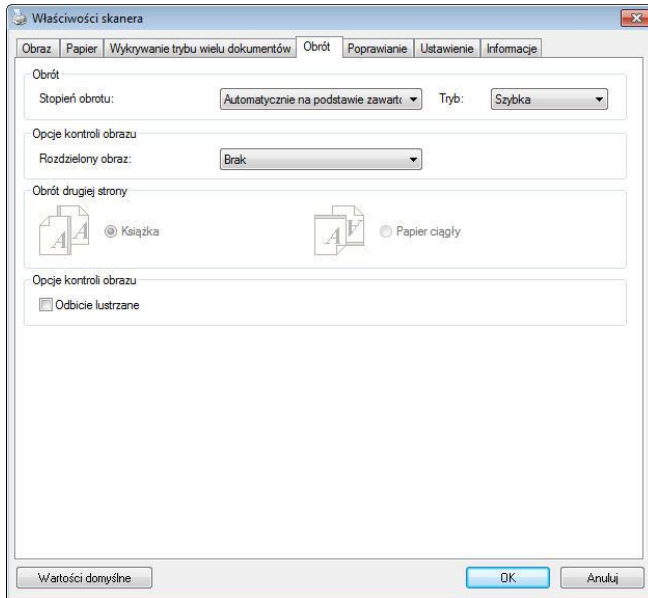 Właściwości skanera
Obraz Papier Wykrywanie trybu wielu dokumentów Obrót Poprawianie Ustawienie Informacje
Obrót
Stopień obrotu: Automatycznie na podstawie zawartc Tryb: Szybka
Opcje kontroli obrazu
Rozdzielony obraz: Brak
Obrót drugiej strony
A A Książka A A Papier ciągły
Opcje kontroli obrazu
Odbicie lustrzane
Wartości domyślne OK Anuluj